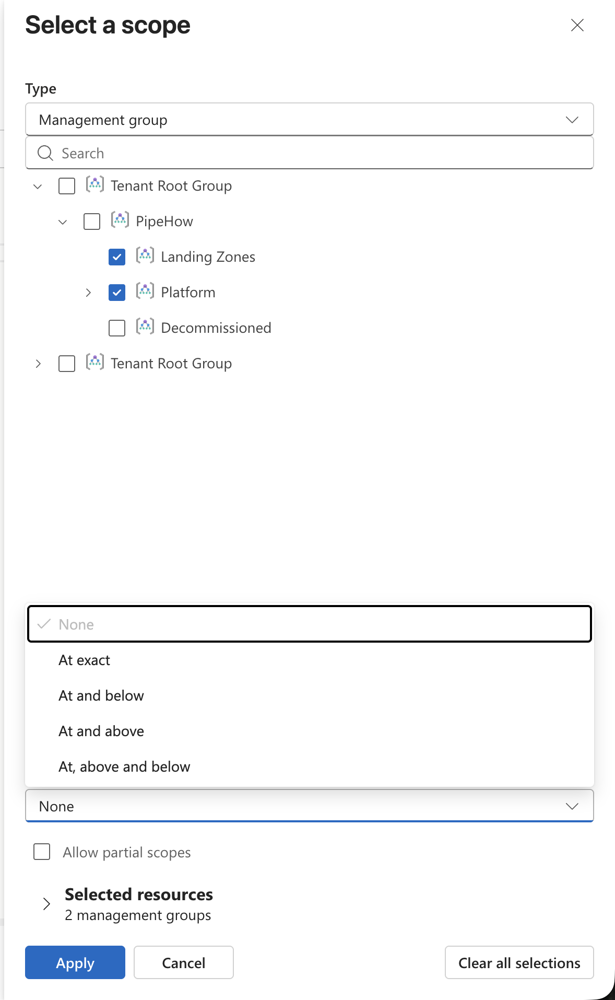 Select a scope
Type
Management group
Search
Tenant Root Group
PipeHow
Landing Zones
Platform
Decommissioned
Tenant Root Group
None
At exact
At and below
At and above
At, above and below
None
Allow partial scopes
Selected resources
2 management groups
Apply
Cancel
Clear all selections